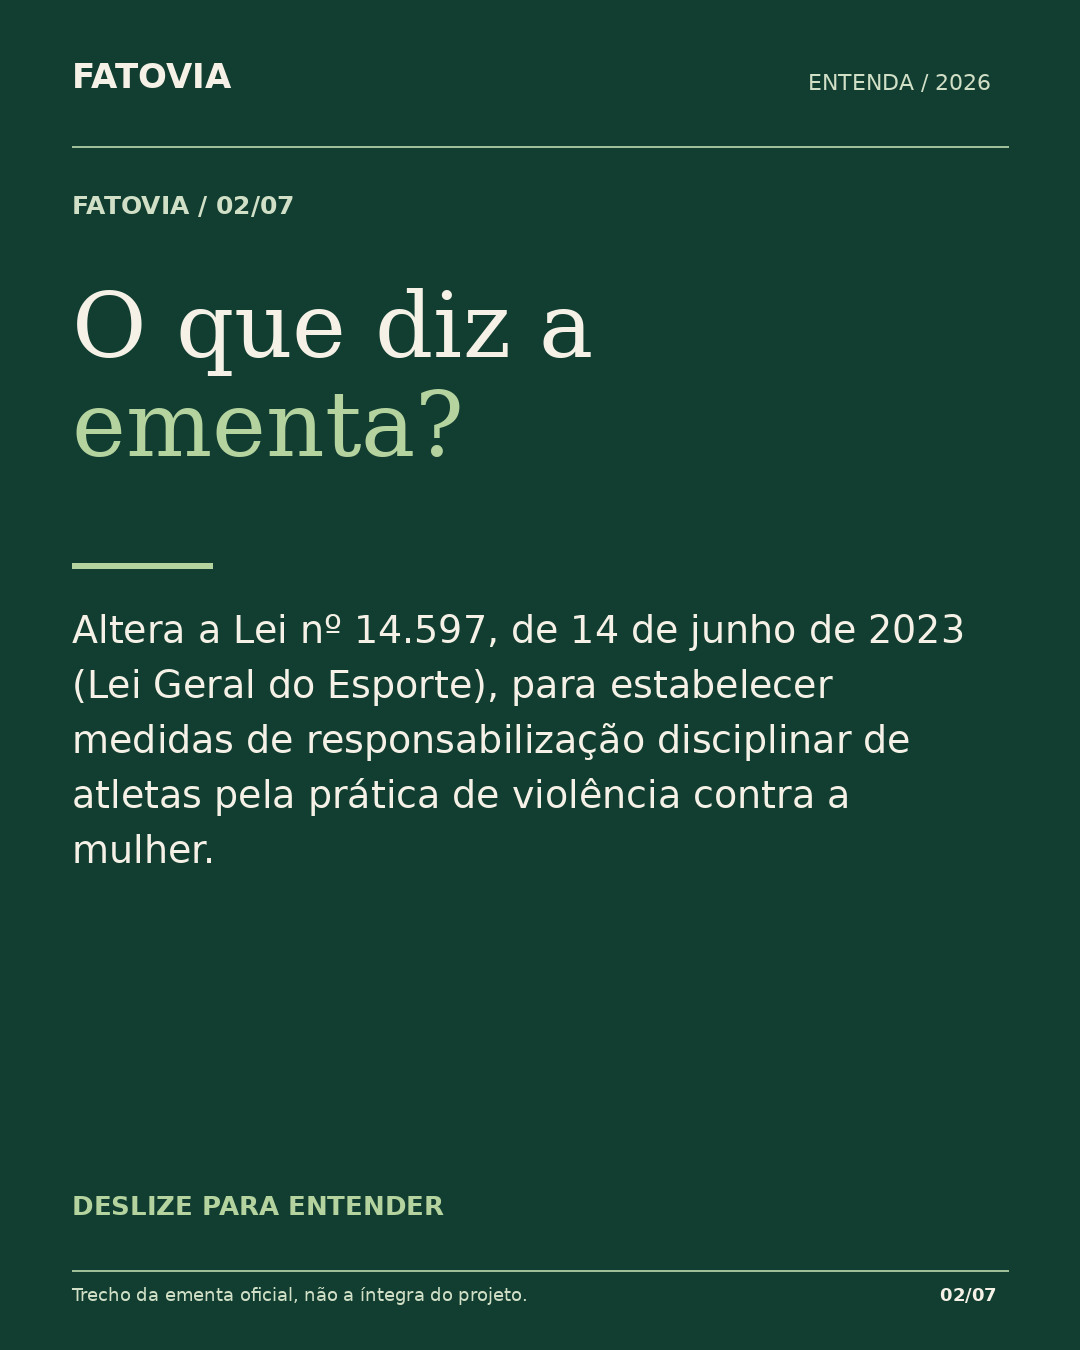 FATOVIA
ENTENDA / 2026
FATOVIA / 02/07
O que diz a
ementa?
Altera a Lei nº 14.597, de 14 de junho de 2023
(Lei Geral do Esporte), para estabelecer
medidas de responsabilização disciplinar de
atletas pela prática de violência contra a
mulher.
DESLIZE PARA ENTENDER
Trecho da ementa oficial, não a íntegra do projeto.
02/07